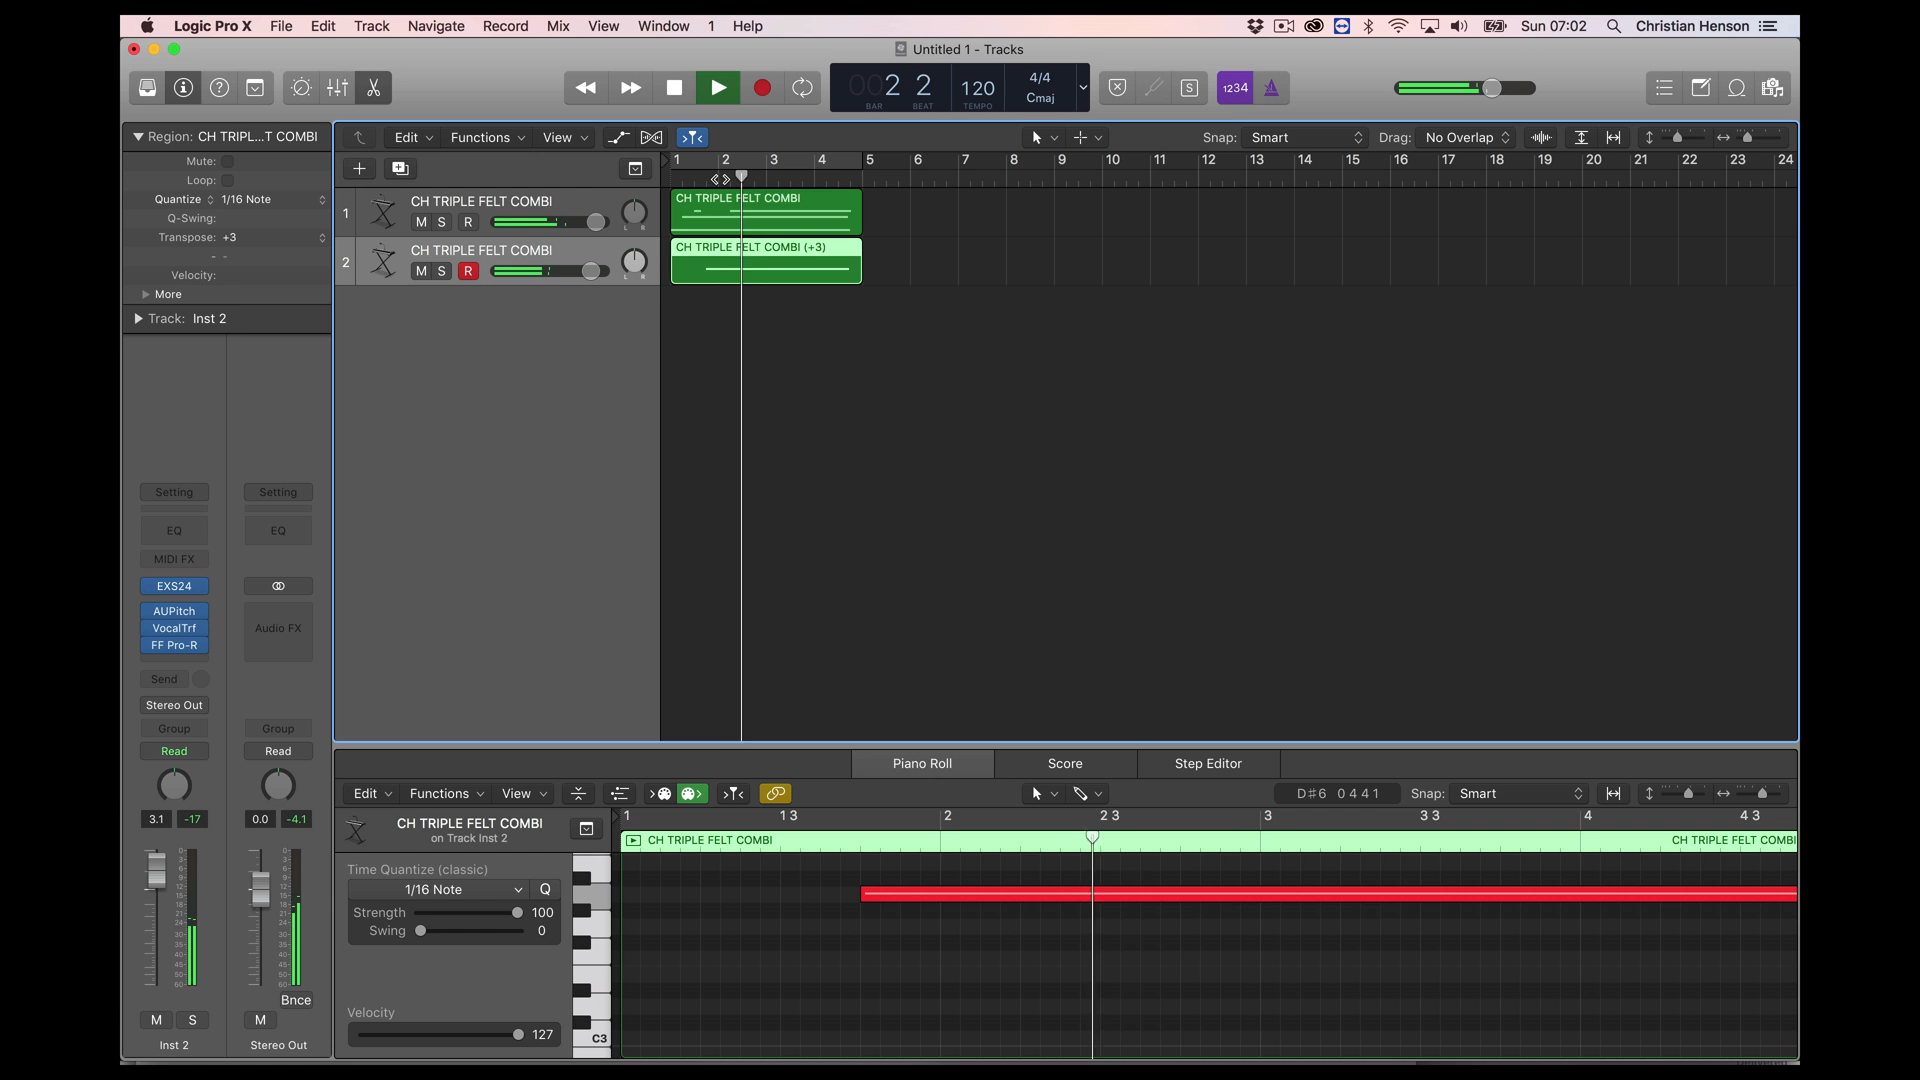 Logic Pro X File Edit Track Navigate Record Mix View Window 1 Help
Sun 07:02 Christian Henson
Untitled 1 - Tracks
002 2 120 4/4 Cmaj
BAR BEAT TEMPO
S 1234
Region: CH TRIPL...T COMBI
Edit Functions View
Snap: Smart Drag: No Overlap
Mute:
Loop:
Quantize 1/16 Note
Q-Swing:
Transpose: +3
- -
Velocity:
More
Track: Inst 2
1 2 3 4 5 6 7 8 9 10 11 12 13 14 15 16 17 18 19 20 21 22 23 24
1 CH TRIPLE FELT COMBI
M S R L R
CH TRIPLE FELT COMBI
2 CH TRIPLE FELT COMBI
M S R L R
CH TRIPLE FELT COMBI (+3)
Setting Setting
EQ EQ
MIDI FX
EXS24
AUPitch
VocalTrf Audio FX
FF Pro-R
Send
Stereo Out
Group Group
Read Read
3.1 -17 0.0 -4.1
Bnce
M S M
Inst 2 Stereo Out
Piano Roll Score Step Editor
Edit Functions View
D♯6 0 4 4 1 Snap: Smart
CH TRIPLE FELT COMBI
on Track Inst 2
1 1 3 2 2 3 3 3 3 4 4 3
CH TRIPLE FELT COMBI CH TRIPLE FELT COMBI
Time Quantize (classic)
1/16 Note Q
Strength 100
Swing 0
Velocity
127
C3